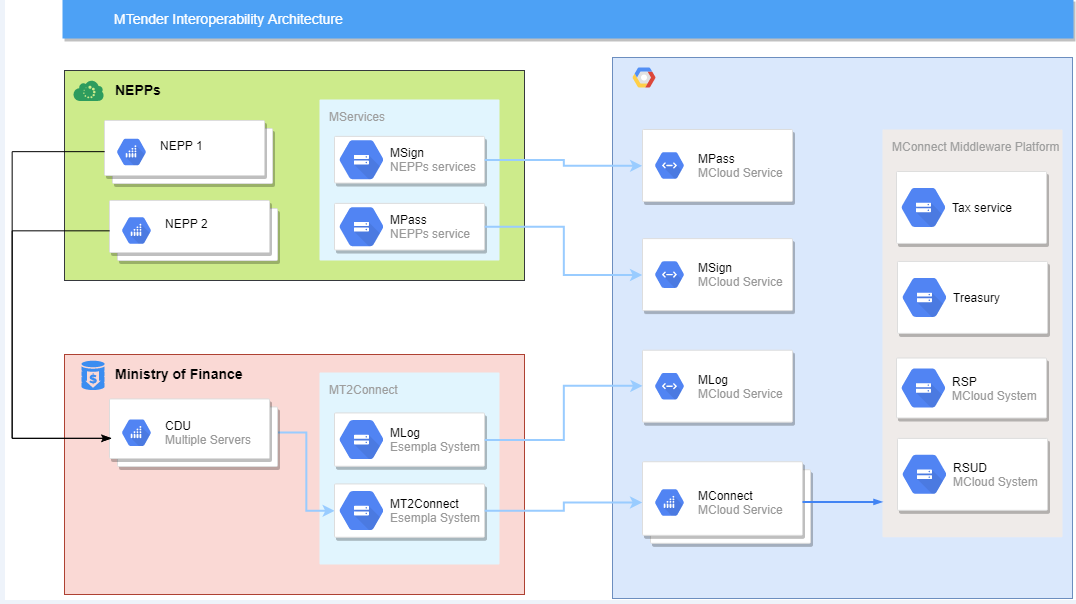 MTender Interoperability Architecture
NEPPs
NEPP 1
NEPP 2
MServices
MSign
NEPPs services
MPass
NEPPs service
Ministry of Finance
CDU
Multiple Servers
MT2Connect
MLog
Esempla System
MT2Connect
Esempla System
MPass
MCloud Service
MSign
MCloud Service
MLog
MCloud Service
MConnect
MCloud Service
MConnect Middleware Platform
Tax service
Treasury
RSP
MCloud System
RSUD
MCloud System